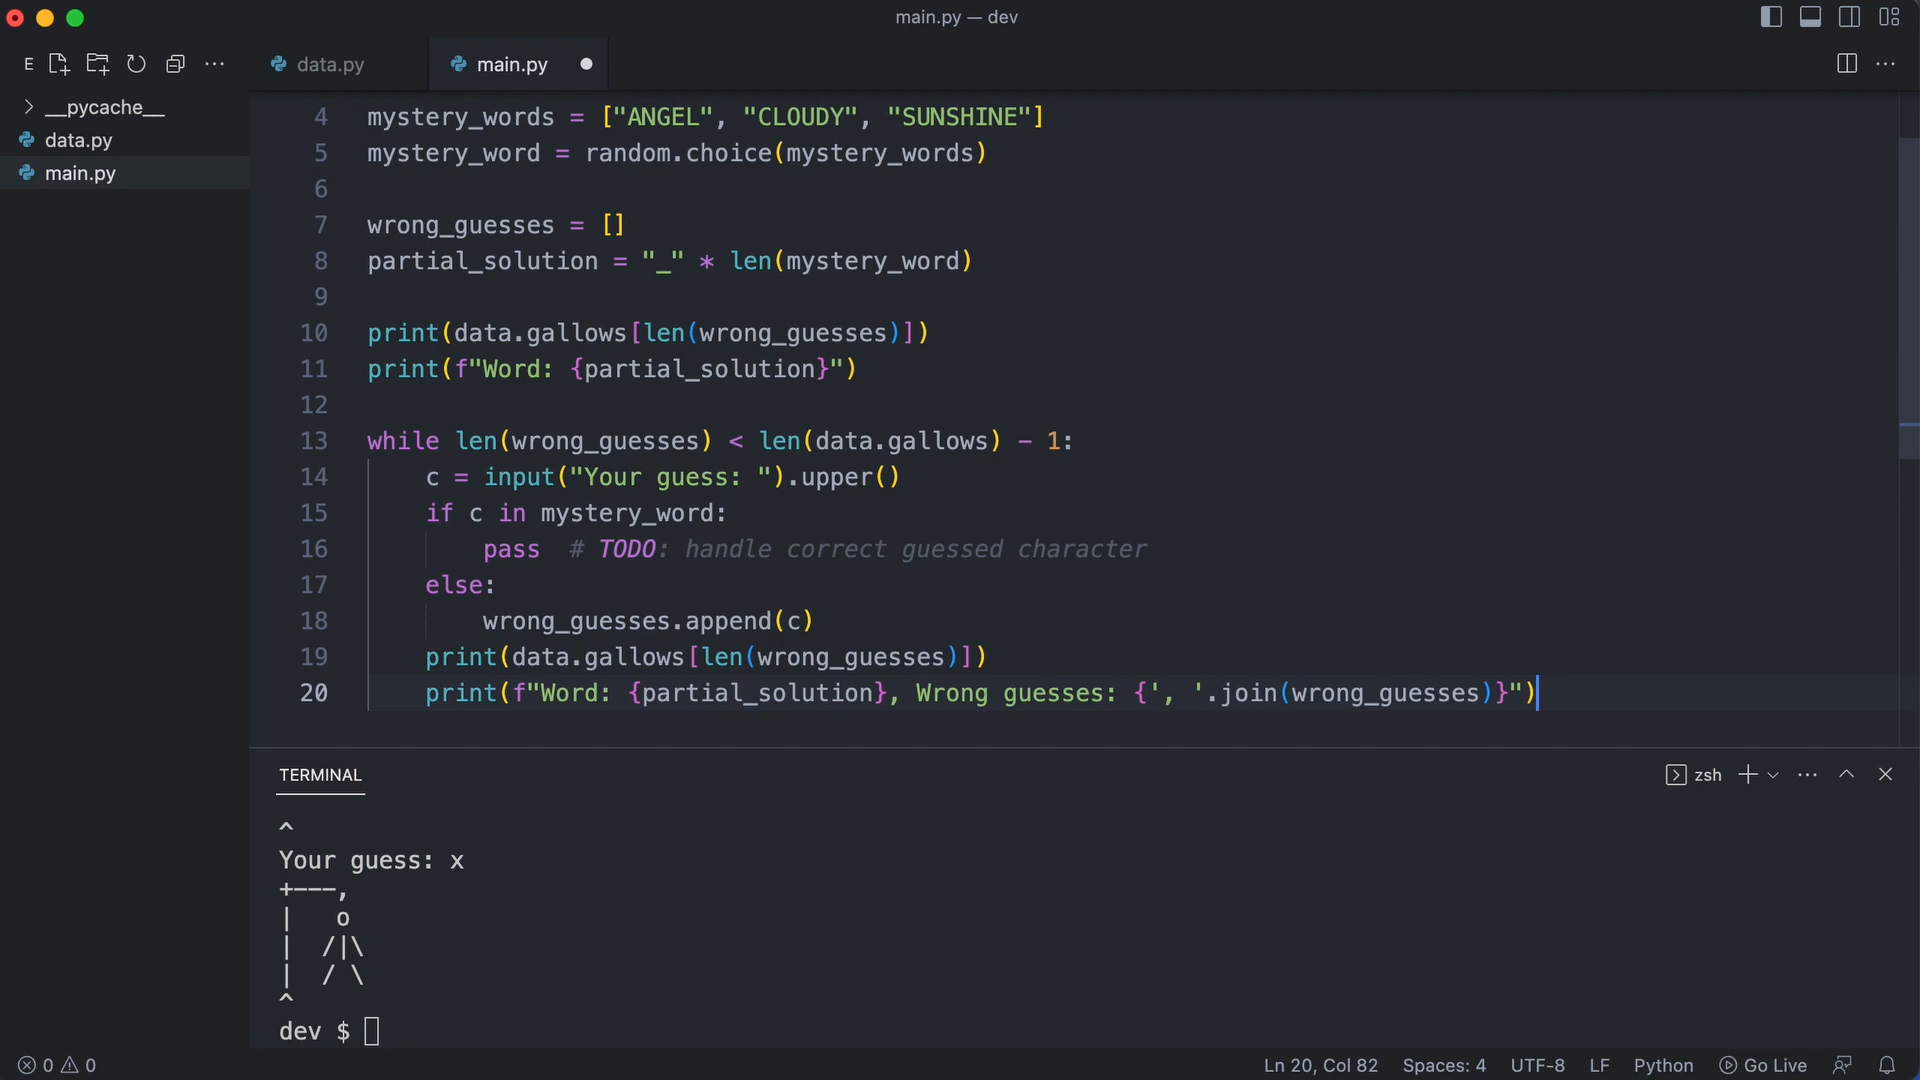 main.py — dev
E
data.py
main.py
__pycache__
data.py
main.py
4 mystery_words = ["ANGEL", "CLOUDY", "SUNSHINE"]
5 mystery_word = random.choice(mystery_words)
6
7 wrong_guesses = []
8 partial_solution = "_" * len(mystery_word)
9
10 print(data.gallows[len(wrong_guesses)])
11 print(f"Word: {partial_solution}")
12
13 while len(wrong_guesses) < len(data.gallows) - 1:
14     c = input("Your guess: ").upper()
15     if c in mystery_word:
16         pass  # TODO: handle correct guessed character
17     else:
18         wrong_guesses.append(c)
19     print(data.gallows[len(wrong_guesses)])
20     print(f"Word: {partial_solution}, Wrong guesses: {', '.join(wrong_guesses)}")
TERMINAL
zsh
^
Your guess: x
+---,
|   o
|  /|\
|  / \
^
dev $
0 0
Ln 20, Col 82
Spaces: 4
UTF-8
LF
Python
Go Live